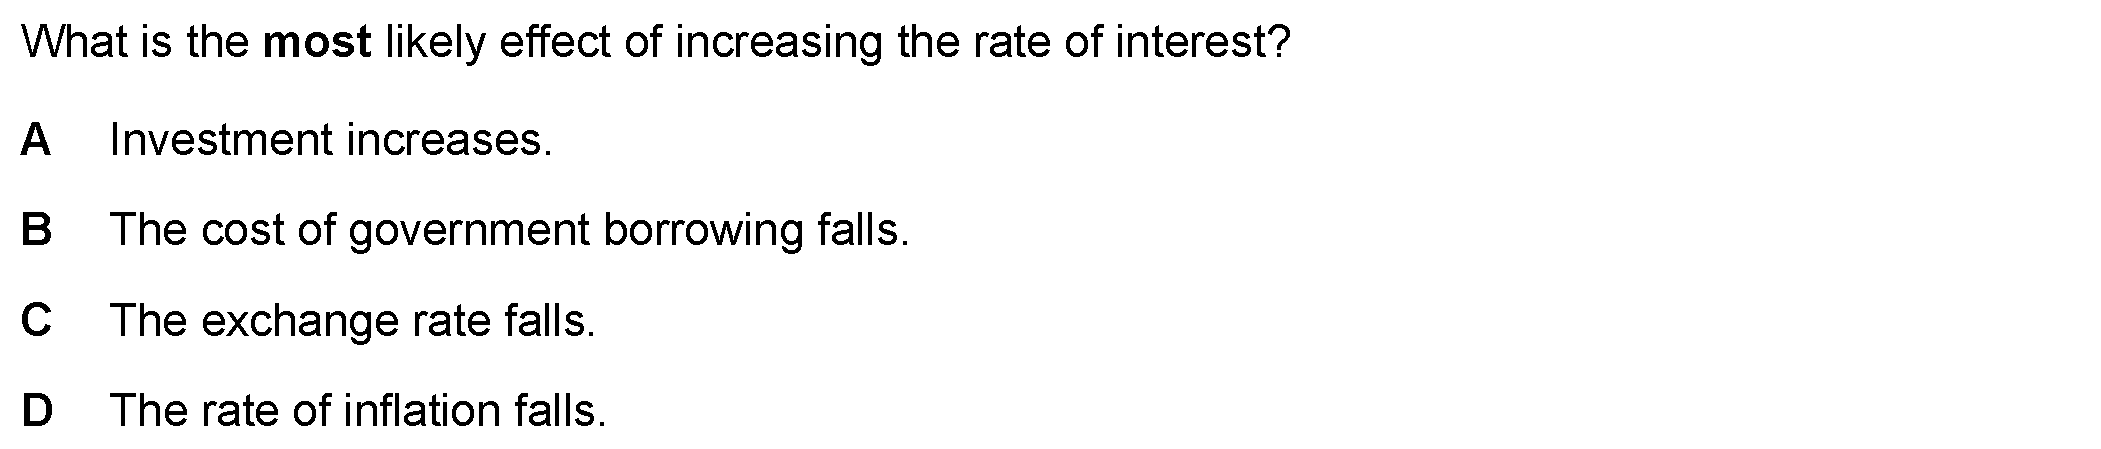 What is the most likely effect of increasing the rate of interest?
A Investment increases.
B The cost of government borrowing falls.
C The exchange rate falls.
D The rate of inflation falls.